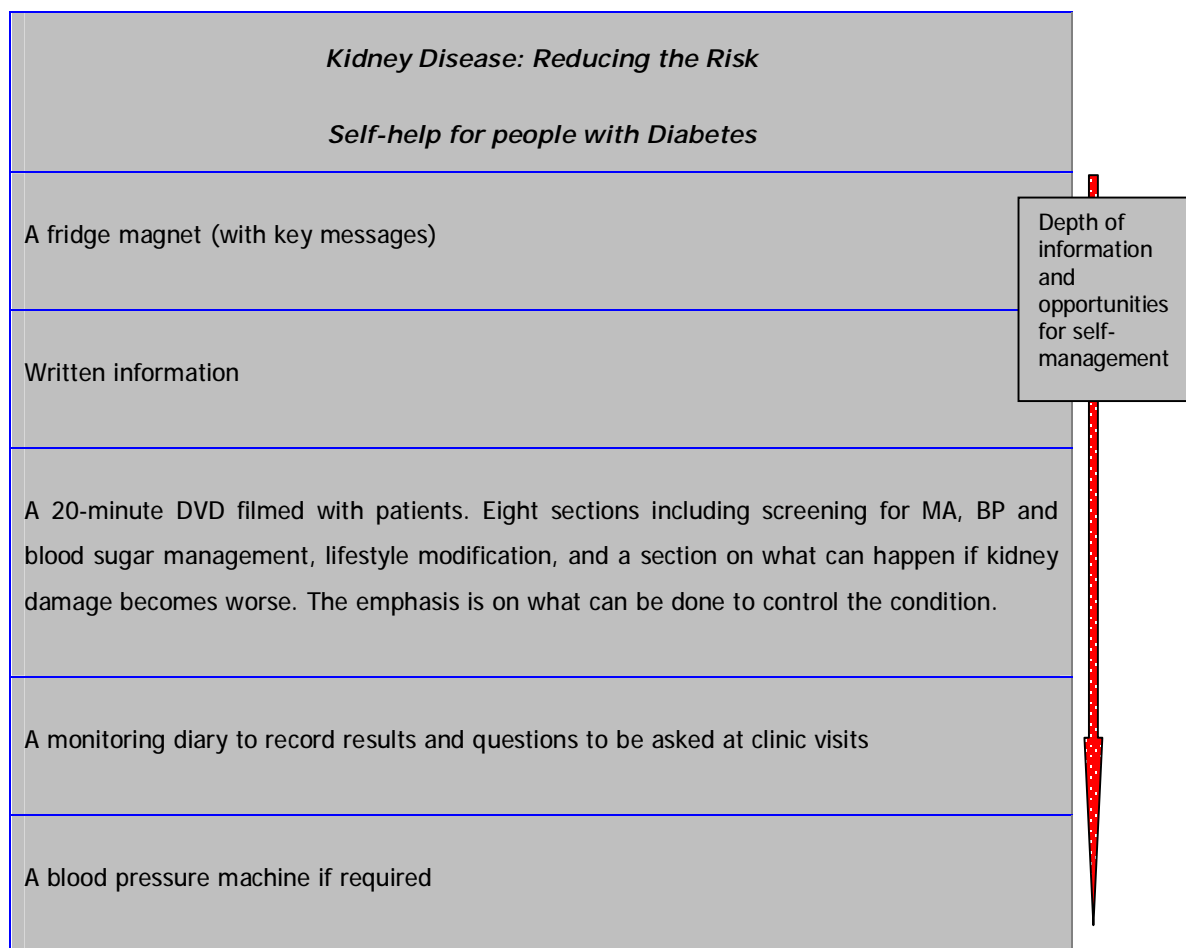 Kidney Disease: Reducing the Risk
Self-help for people with Diabetes
A fridge magnet (with key messages)
Depth of
information
and
opportunities
for self-
management
Written information
A 20-minute DVD filmed with patients. Eight sections including screening for MA, BP and
blood sugar management, lifestyle modification, and a section on what can happen if kidney
damage becomes worse. The emphasis is on what can be done to control the condition.
A monitoring diary to record results and questions to be asked at clinic visits
A blood pressure machine if required